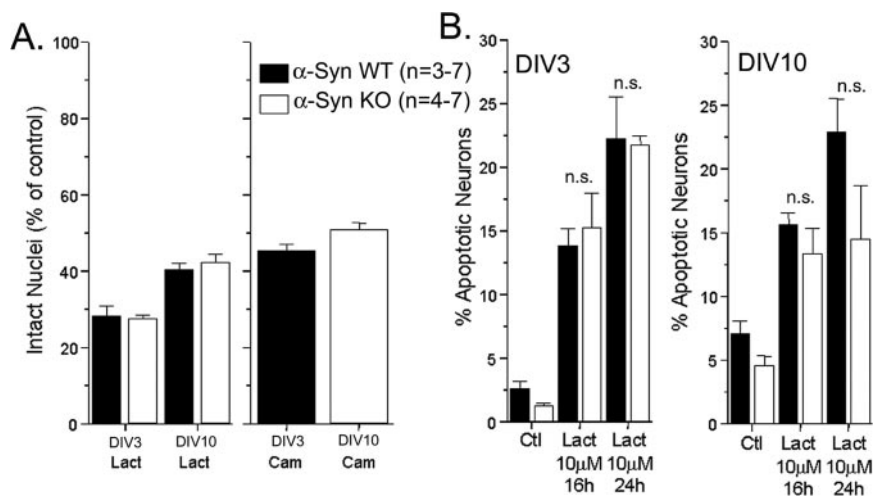 A.
100
80
60
40
20
0
Intact Nuclei (% of control)
α-Syn WT (n=3-7)
α-Syn KO (n=4-7)
DIV3
Lact
DIV10
Lact
DIV3
Cam
DIV10
Cam
B.
30
25
20
15
10
5
0
% Apoptotic Neurons
DIV3
n.s.
n.s.
Ctl
Lact
10μM
16h
Lact
10μM
24h
30
25
20
15
10
5
0
% Apoptotic Neurons
DIV10
n.s.
n.s.
Ctl
Lact
10μM
16h
Lact
10μM
24h